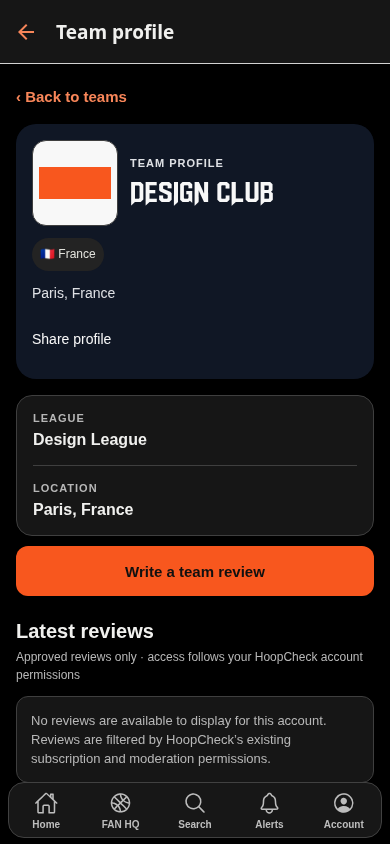 Team profile
‹ Back to teams
TEAM PROFILE
DESIGN CLUB
🇫🇷 France
Paris, France
Share profile
LEAGUE
Design League
LOCATION
Paris, France
Write a team review
Latest reviews
Approved reviews only · access follows your HoopCheck account
permissions
No reviews are available to display for this account.
Reviews are filtered by HoopCheck's existing
subscription and moderation permissions.
Home
FAN HQ
Search
Alerts
Account